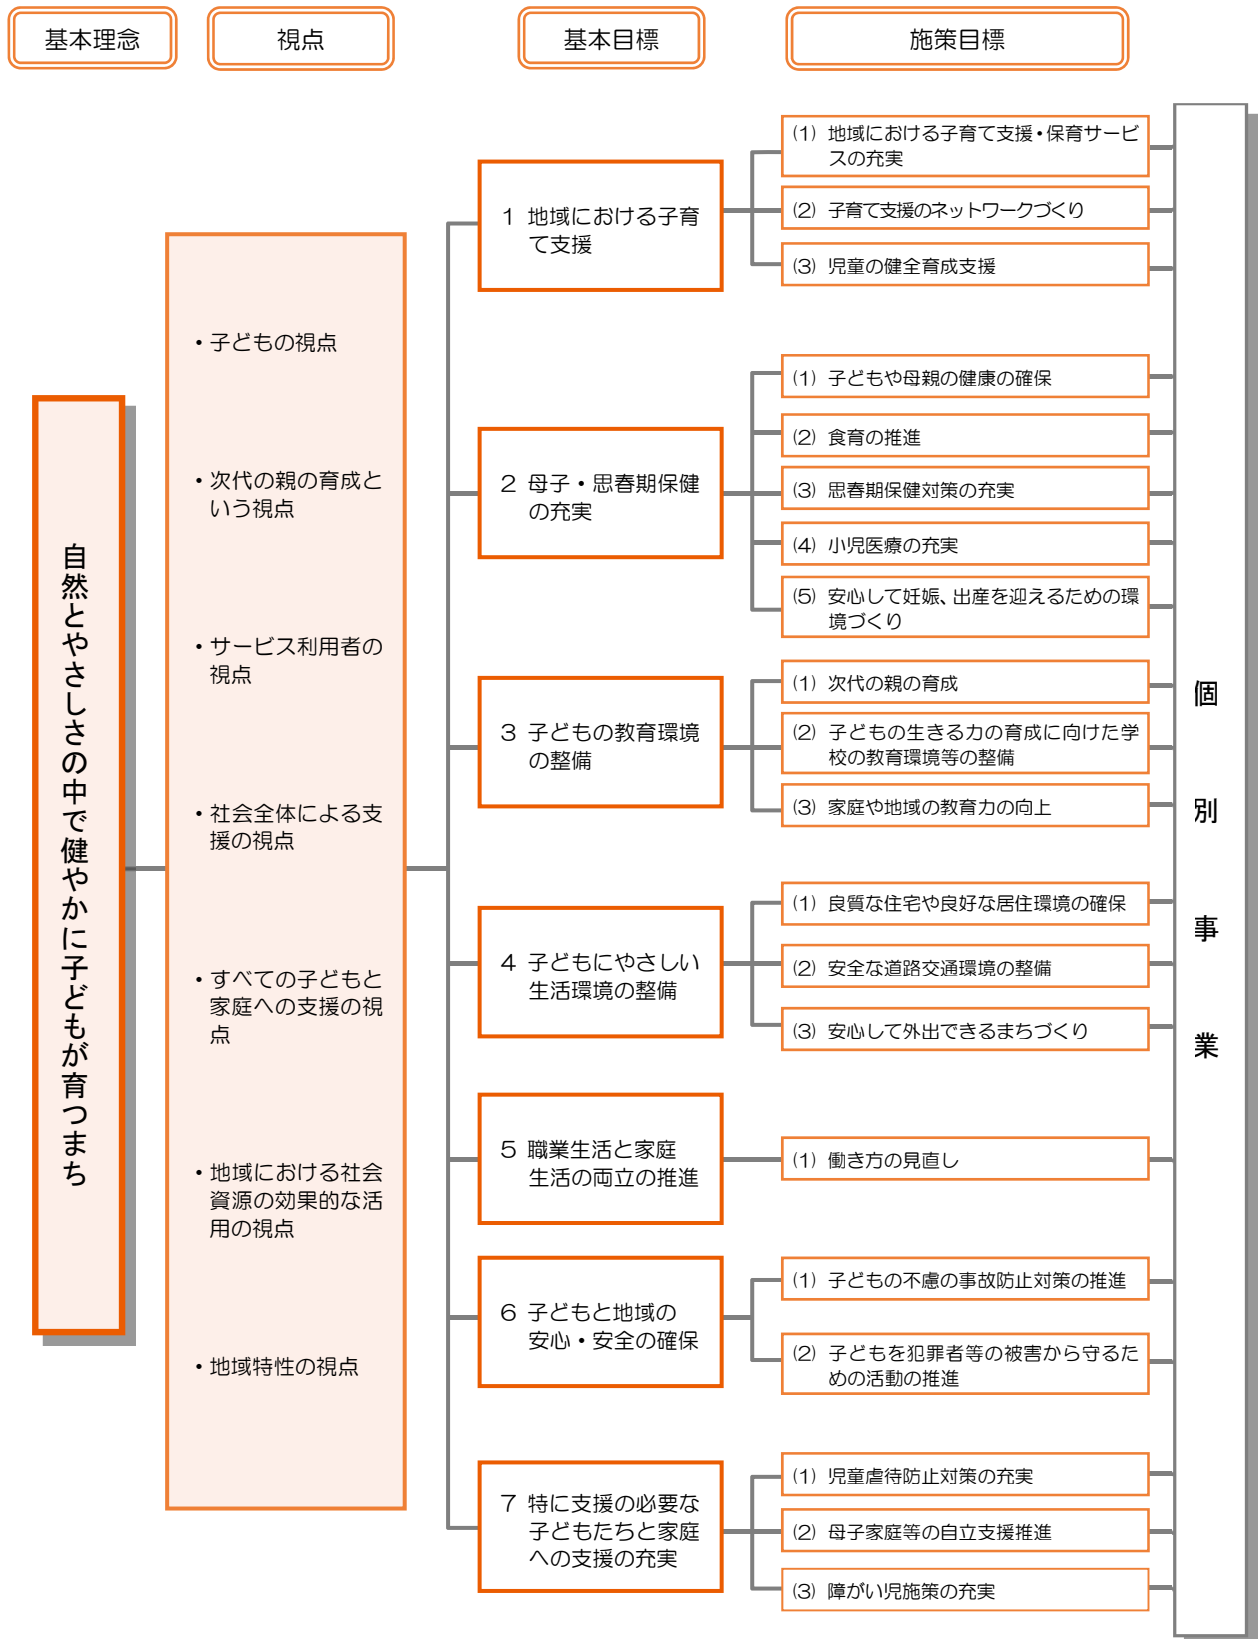 基本理念
視点
基本目標
施策目標
自然とやさしさの中で健やかに子どもが育つまち
・子どもの視点
・次代の親の育成と
いう視点
・サービス利用者の
視点
・社会全体による支
援の視点
・すべての子どもと
家庭への支援の視
点
・地域における社会
資源の効果的な活
用の視点
・地域特性の視点
1 地域における子育
て支援
(1) 地域における子育て支援・保育サービ
スの充実
(2) 子育て支援のネットワークづくり
(3) 児童の健全育成支援
2 母子・思春期保健
の充実
(1) 子どもや母親の健康の確保
(2) 食育の推進
(3) 思春期保健対策の充実
(4) 小児医療の充実
(5) 安心して妊娠、出産を迎えるための環
境づくり
3 子どもの教育環境
の整備
(1) 次代の親の育成
(2) 子どもの生きる力の育成に向けた学
校の教育環境等の整備
(3) 家庭や地域の教育力の向上
4 子どもにやさしい
生活環境の整備
(1) 良質な住宅や良好な居住環境の確保
(2) 安全な道路交通環境の整備
(3) 安心して外出できるまちづくり
5 職業生活と家庭
生活の両立の推進
(1) 働き方の見直し
6 子どもと地域の
安心・安全の確保
(1) 子どもの不慮の事故防止対策の推進
(2) 子どもを犯罪者等の被害から守るた
めの活動の推進
7 特に支援の必要な
子どもたちと家庭
への支援の充実
(1) 児童虐待防止対策の充実
(2) 母子家庭等の自立支援推進
(3) 障がい児施策の充実
個別事業